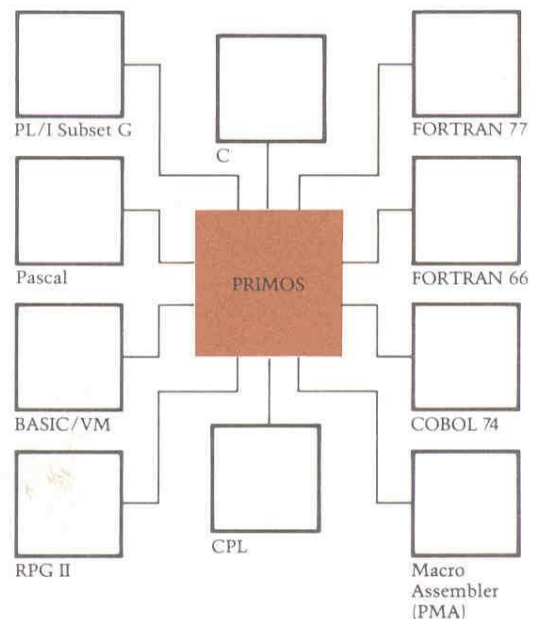 PL/I Subset G
C
FORTRAN 77
Pascal
PRIMOS
FORTRAN 66
BASIC/VM
COBOL 74
RPG II
CPL
Macro
Assembler
(PMA)